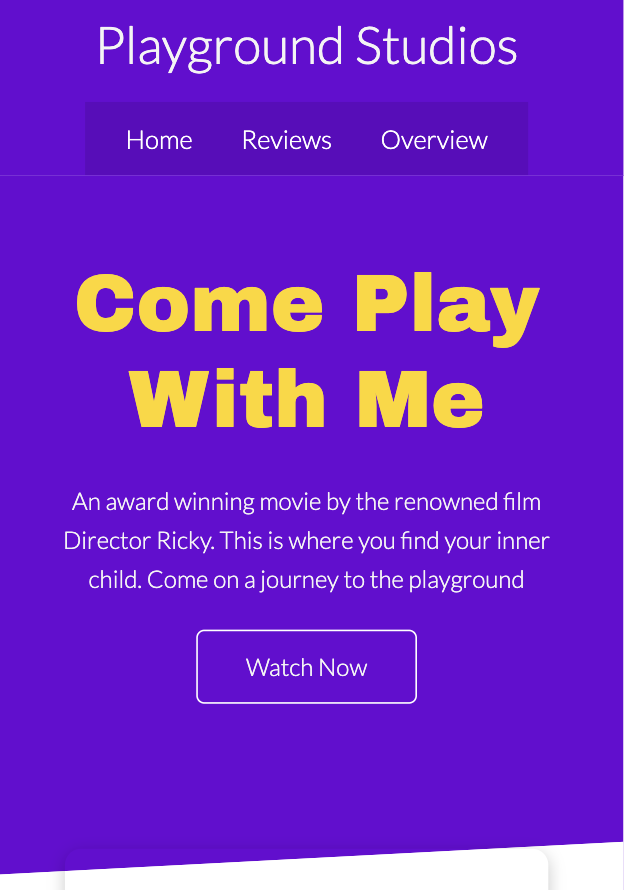 Playground Studios
Home Reviews Overview
Come Play
With Me
An award winning movie by the renowned film
Director Ricky. This is where you find your inner
child. Come on a journey to the playground
Watch Now